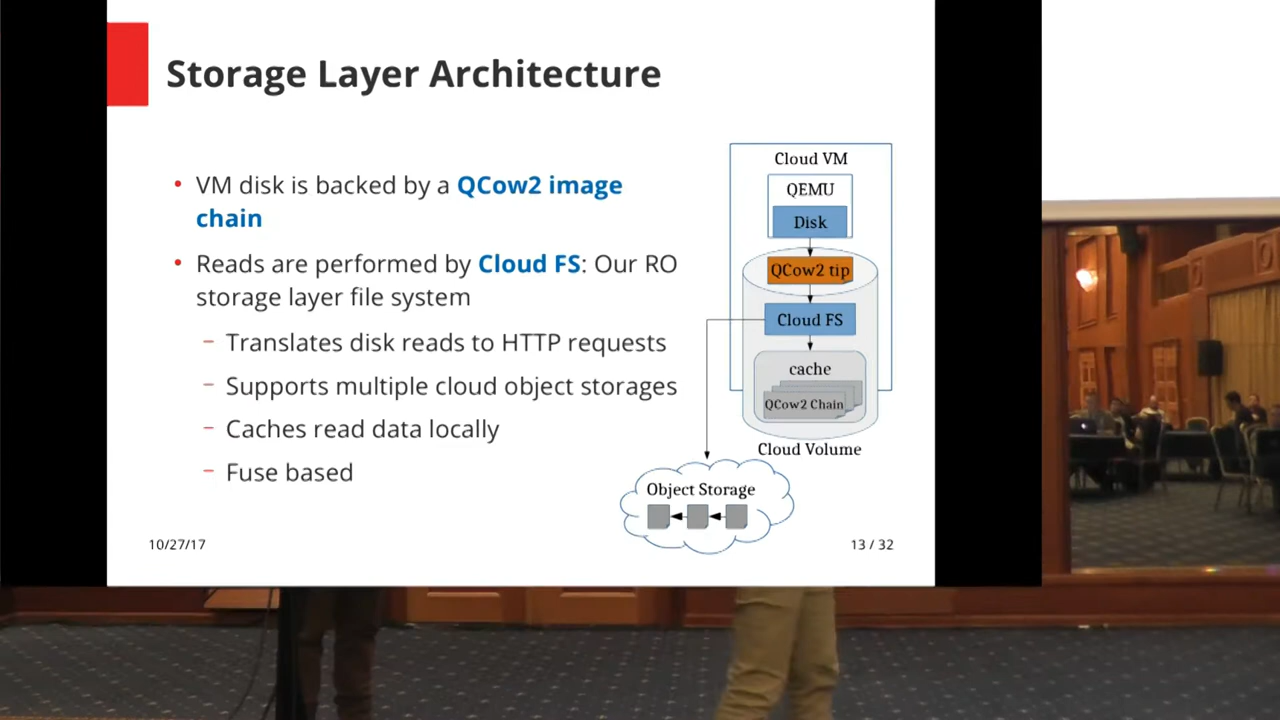 Storage Layer Architecture
• VM disk is backed by a QCow2 image
chain
• Reads are performed by Cloud FS: Our RO
storage layer file system
– Translates disk reads to HTTP requests
– Supports multiple cloud object storages
– Caches read data locally
– Fuse based
Cloud VM
QEMU
Disk
QCow2 tip
Cloud FS
cache
QCow2 Chain
Cloud Volume
Object Storage
10/27/17
13 / 32